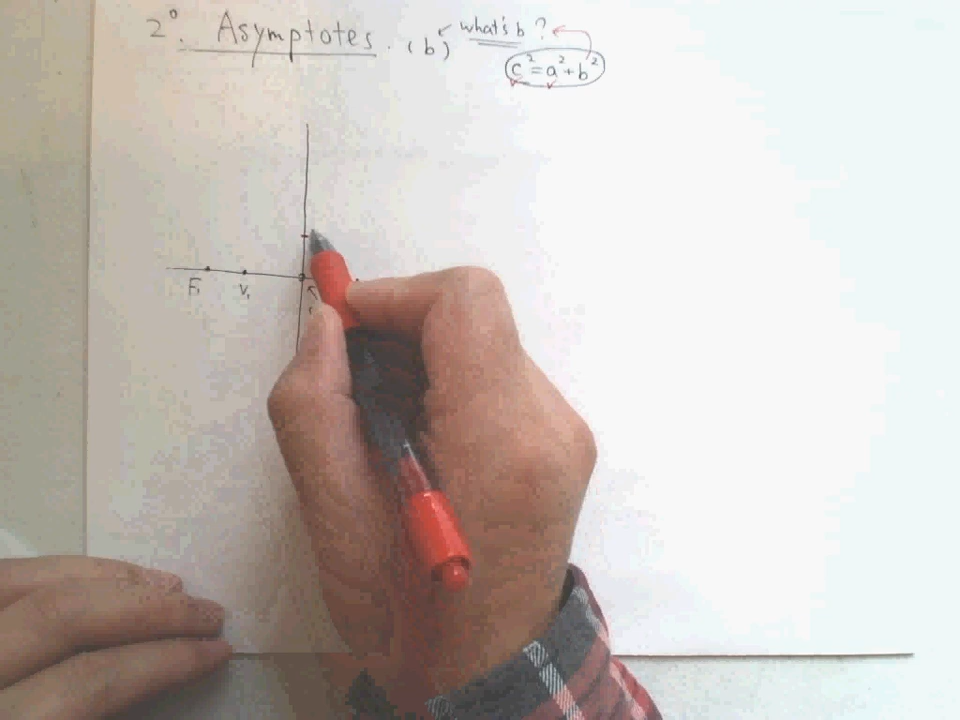 2°. Asymptotes. (b) what's b?
c²=a²+b²
F₁ V₁